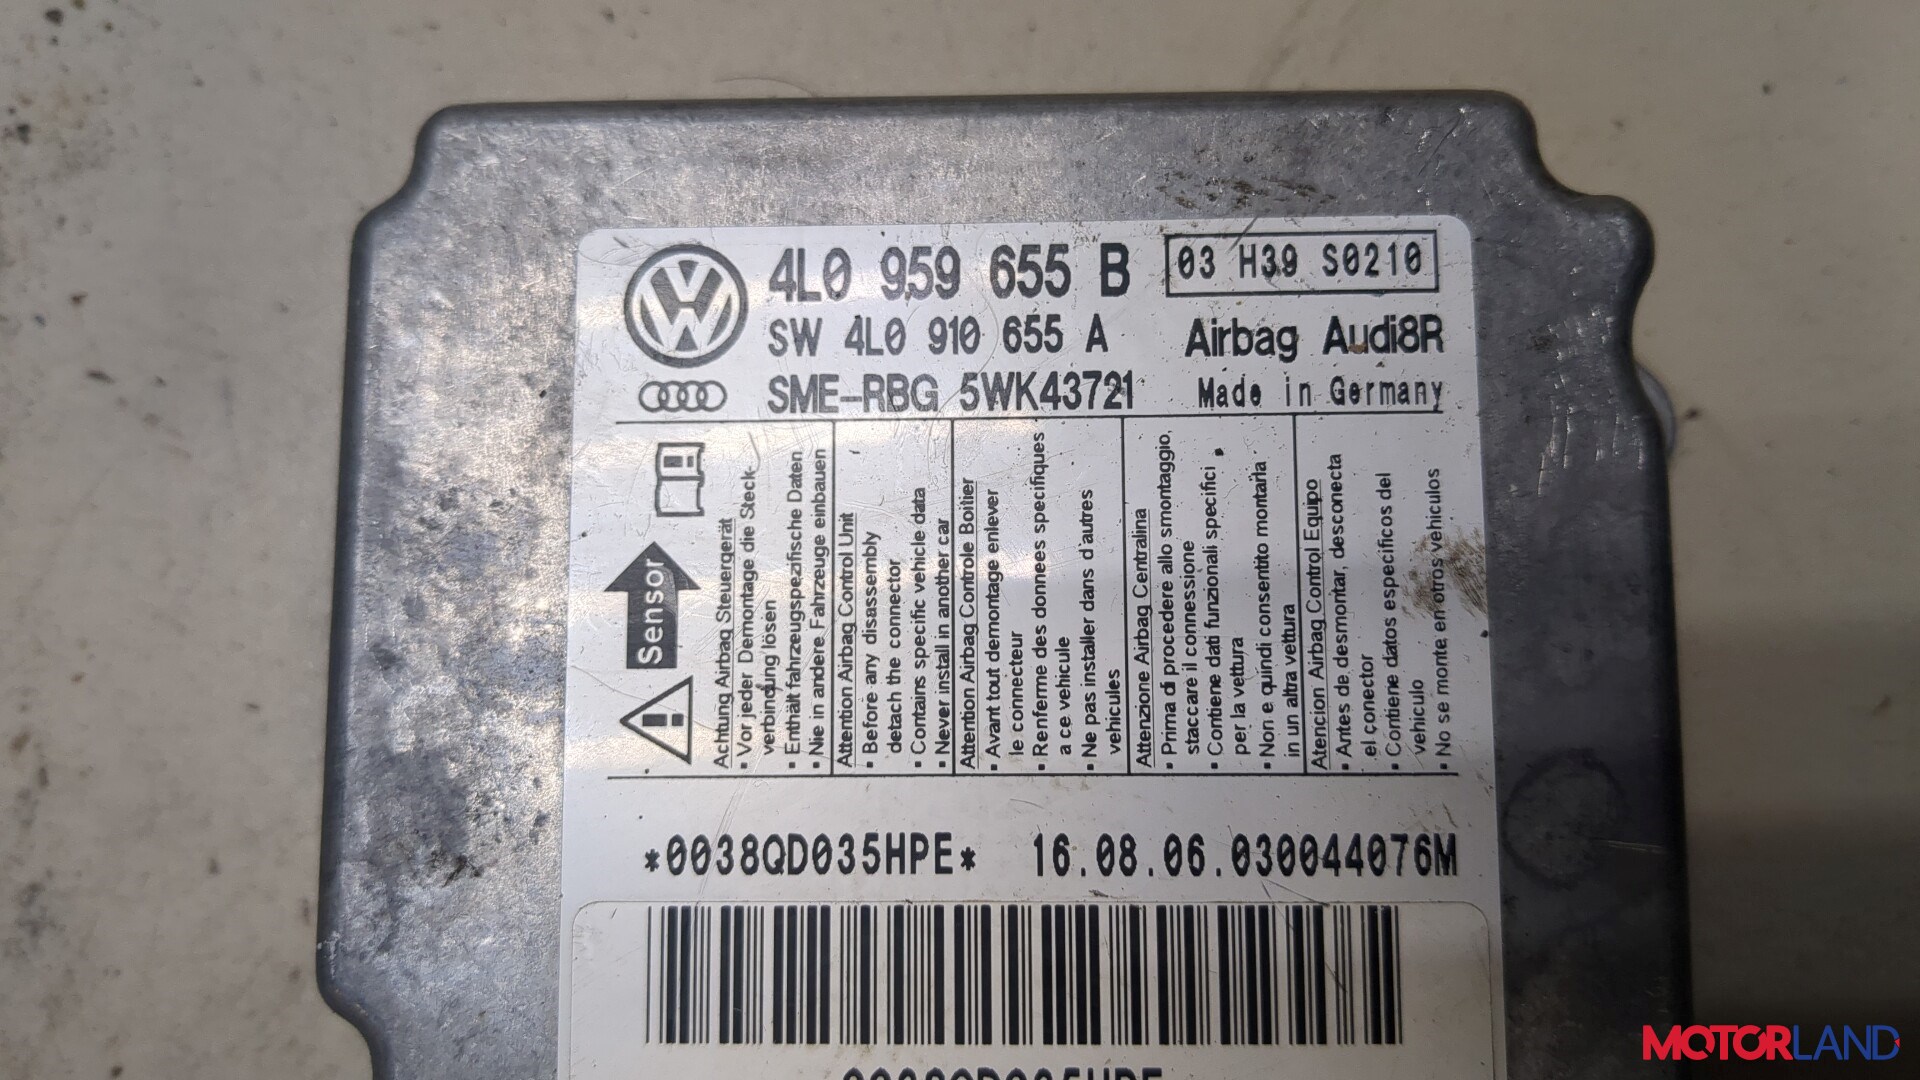 4L0 959 655 B
03 H39 S0210
SW 4L0 910 655 A
Airbag Audi8R
SME-RBG 5WK43721
Made in Germany
Sensor
Achtung Airbag Steuergerät
• Vor jeder Demontage die Steck-
verbindung lösen
• Enthält fahrzeugspezifische Daten
• Nie in andere Fahrzeuge einbauen
Attention Airbag Control Unit
• Before any disassembly
detach the connector
• Contains specific vehicle data
• Never install in another car
Attention Airbag Controle Boitier
• Avant tout demontage enlever
le connecteur
• Renferme des donnees specifiques
a ce vehicule
• Ne pas installer dans d'autres
vehicules
Attenzione Airbag Centralina
• Prima di procedere allo smontaggio,
staccare il connessione
• Contiene dati funzionali specifici
per la vettura
• Non e quindi consentito montarla
in un altra vettura
Atencion Airbag Control Equipo
• Antes de desmontar, desconecta
el conector
• Contiene datos especificos del
vehiculo
• No se monte en otros vehiculos
*0038QD035HPE* 16.08.06.030044076M
0038QD035HPE
MOTORLAND